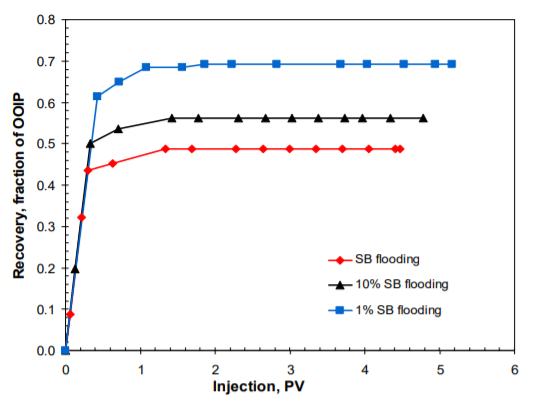 0.8
0.7
0.6
0.5
0.4
0.3
0.2
0.1
0.0
Recovery, fraction of OOIP
SB flooding
10% SB flooding
1% SB flooding
0 1 2 3 4 5 6
Injection, PV